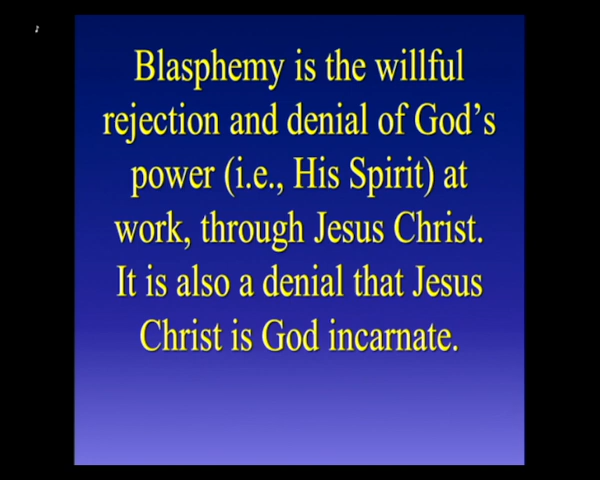 Blasphemy is the willful
rejection and denial of God's
power (i.e., His Spirit) at
work, through Jesus Christ.
It is also a denial that Jesus
Christ is God incarnate.